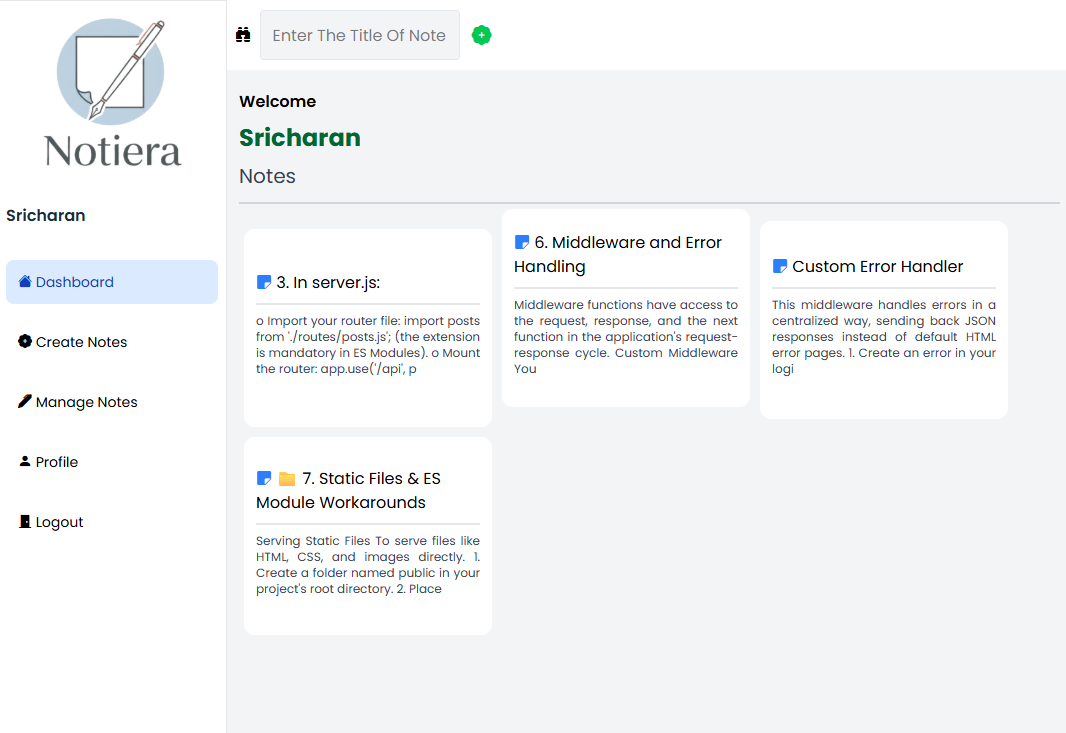 Notiera
Sricharan
Dashboard
Create Notes
Manage Notes
Profile
Logout
Enter The Title Of Note
Welcome
Sricharan
Notes
3. In server.js:
o Import your router file: import posts
from './routes/posts.js'; (the extension
is mandatory in ES Modules). o Mount
the router: app.use('/api', p
6. Middleware and Error
Handling
Middleware functions have access to
the request, response, and the next
function in the application's request-
response cycle. Custom Middleware
You
Custom Error Handler
This middleware handles errors in a
centralized way, sending back JSON
responses instead of default HTML
error pages. 1. Create an error in your
logi
7. Static Files & ES
Module Workarounds
Serving Static Files To serve files like
HTML, CSS, and images directly. 1.
Create a folder named public in your
project's root directory. 2. Place